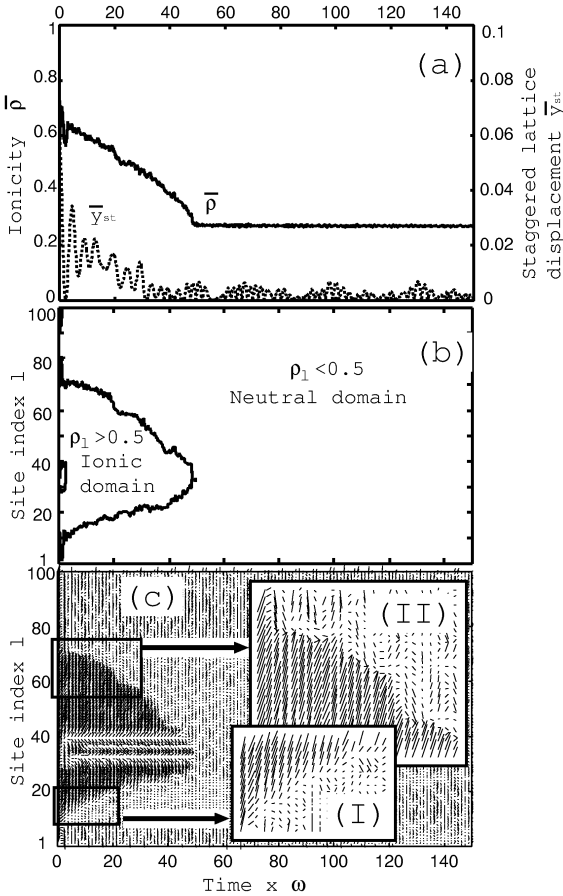 0 20 40 60 80 100 120 140
1 0.1
(a)
0.8 0.08
0.6 0.06
0.4 0.04
0.2 0.02
0 0
Ionicity ρ̅
Staggered lattice
displacement y̅st
y̅st
ρ̅
100
80
60
40
20
1
Site index l
(b)
ρl<0.5
Neutral domain
ρl>0.5
Ionic
domain
100
80
60
40
20
1
Site index l
(c)
(II)
(I)
0 20 40 60 80 100 120 140
Time x ω